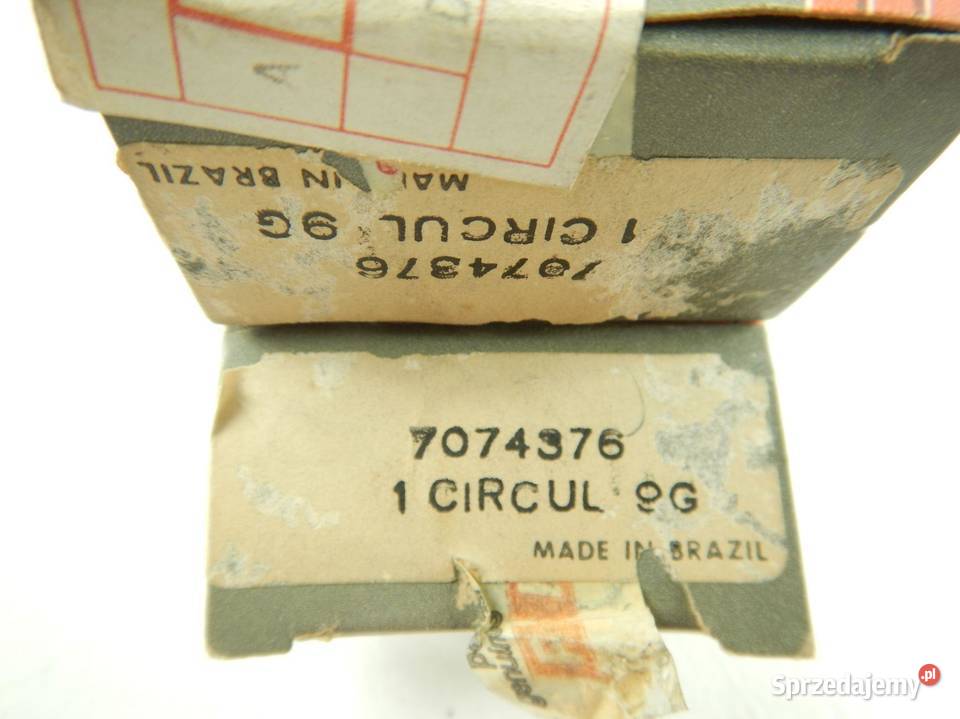 A
D
MADE IN BRAZIL
1 CIRCUL 9G
7074376
7074376
1 CIRCUL 9G
MADE IN BRAZIL
Sprzedajemy.pl